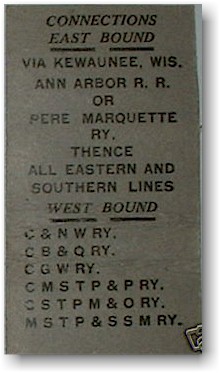 CONNECTIONS
EAST BOUND
VIA KEWAUNEE, WIS.
ANN ARBOR R. R.
OR
PERE MARQUETTE
RY.
THENCE
ALL EASTERN AND
SOUTHERN LINES
WEST BOUND
C & N W RY.
C B & Q RY.
C G W RY.
C M S T P & P RY.
C S T P M & O RY.
M S T P & S S M RY.